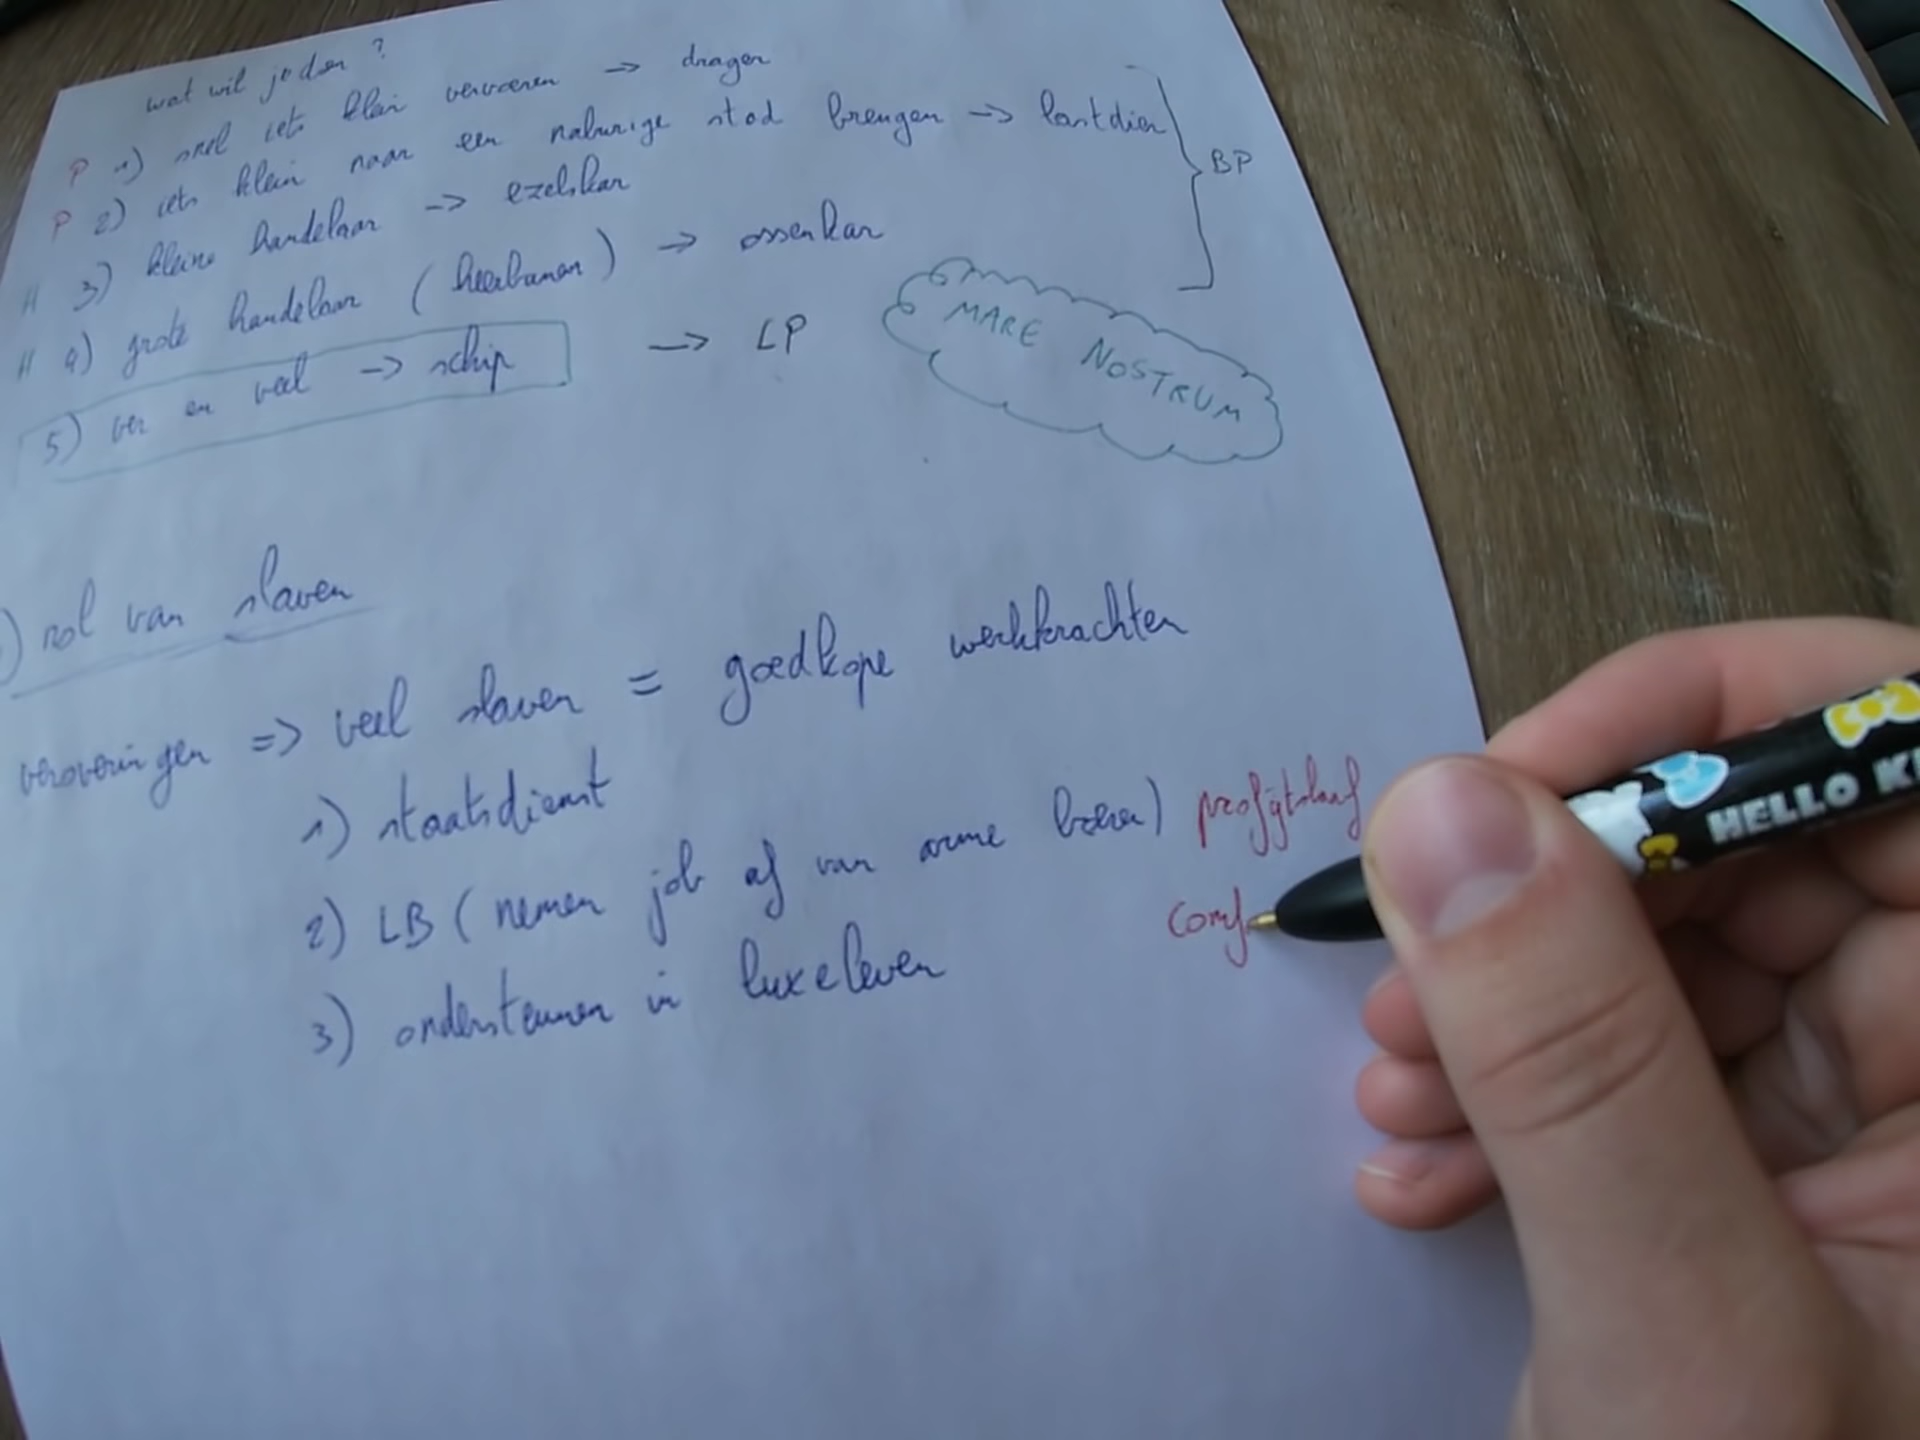 wat wil je doen ?
P 1) snel iets klein vervoeren -> dragen
P 2) iets klein naar een naburige stad brengen -> lastdier
BP
H 3) kleine handelaar -> ezelskar
H 4) grote handelaar (heerbanen) -> ossenkar
5) ver en veel -> schip -> LP
MARE NOSTRUM
) rol van slaven
veroveringen => veel slaven = goedkope werkkrachten
1) staatsdienst
2) LB (nemen job af van arme boeren) profijtslaaf
3) ondersteunen in luxeleven
comf
HELLO KI